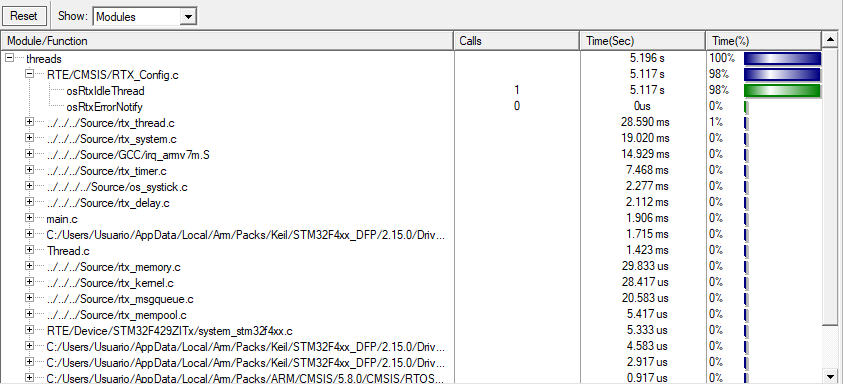 Reset Show: Modules
Module/Function Calls Time(Sec) Time(%)
threads 5.196 s 100%
RTE/CMSIS/RTX_Config.c 5.117 s 98%
osRtxIdleThread 1 5.117 s 98%
osRtxErrorNotify 0 0us 0%
../../../Source/rtx_thread.c 28.590 ms 1%
../../../Source/rtx_system.c 19.020 ms 0%
../../../Source/GCC/irq_armv7m.S 14.929 ms 0%
../../../Source/rtx_timer.c 7.468 ms 0%
../../../../Source/os_systick.c 2.277 ms 0%
../../../Source/rtx_delay.c 2.112 ms 0%
main.c 1.906 ms 0%
C:/Users/Usuario/AppData/Local/Arm/Packs/Keil/STM32F4xx_DFP/2.15.0/Driv... 1.715 ms 0%
Thread.c 1.423 ms 0%
../../../Source/rtx_memory.c 29.833 us 0%
../../../Source/rtx_kernel.c 28.417 us 0%
../../../Source/rtx_msgqueue.c 20.583 us 0%
../../../Source/rtx_mempool.c 5.417 us 0%
RTE/Device/STM32F429ZITx/system_stm32f4xx.c 5.333 us 0%
C:/Users/Usuario/AppData/Local/Arm/Packs/Keil/STM32F4xx_DFP/2.15.0/Driv... 4.583 us 0%
C:/Users/Usuario/AppData/Local/Arm/Packs/Keil/STM32F4xx_DFP/2.15.0/Driv... 2.917 us 0%
C:/Users/Usuario/AppData/Local/Arm/Packs/ARM/CMSIS/5.8.0/CMSIS/RTOS... 0.917 us 0%